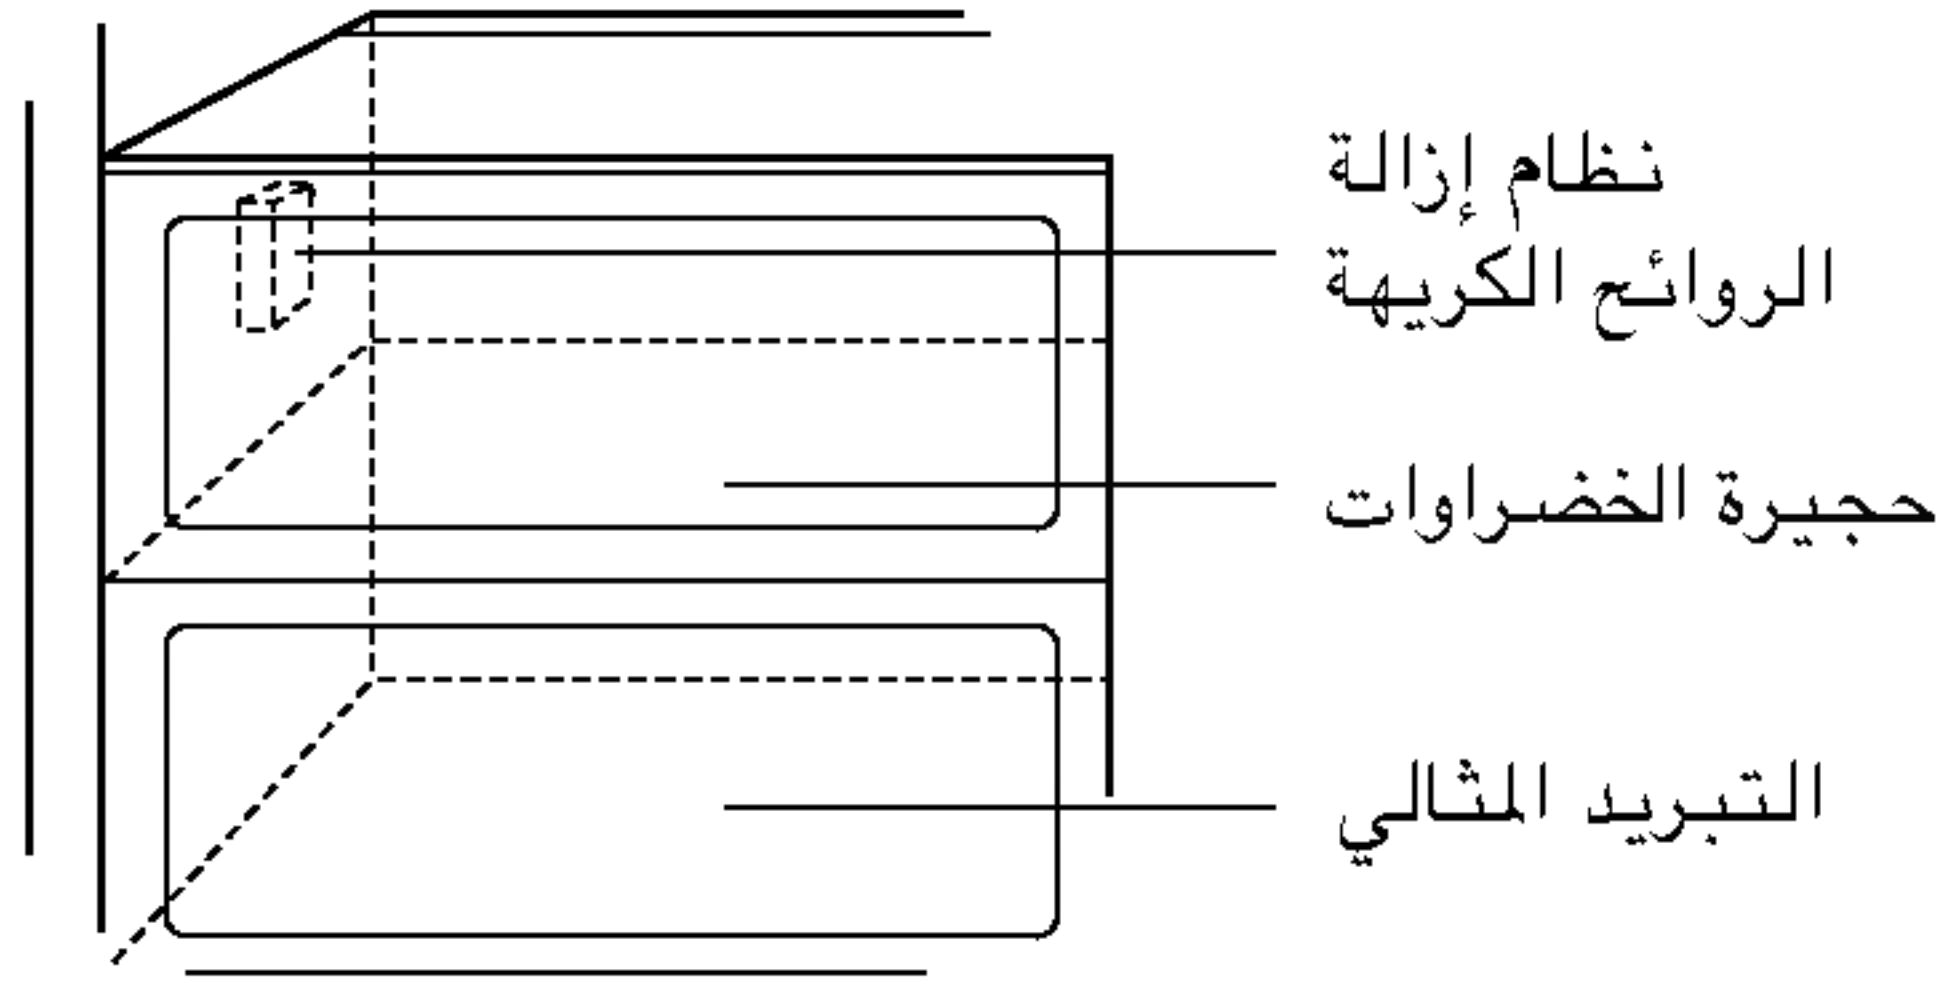 نظام إزالة
الروائح الكريهة
حجيرة الخضراوات
التبريد المثالي